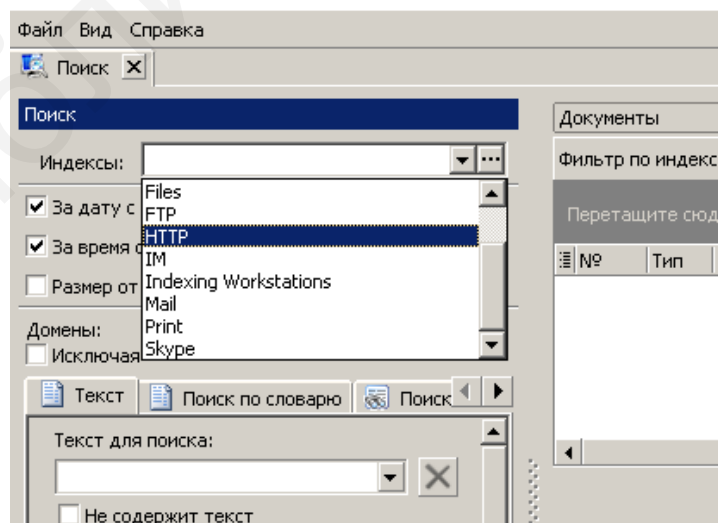 Файл Вид Справка
Поиск
Поиск
Документы
Индексы:
Фильтр по индекс
Files
За дату с
FTP
Перетащите сюд
HTTP
За время с
IM
№ Тип
Indexing Workstations
Размер от
Mail
Print
Домены:
Skype
Исключая
Текст Поиск по словарю Поиск
Текст для поиска:
Не содержит текст